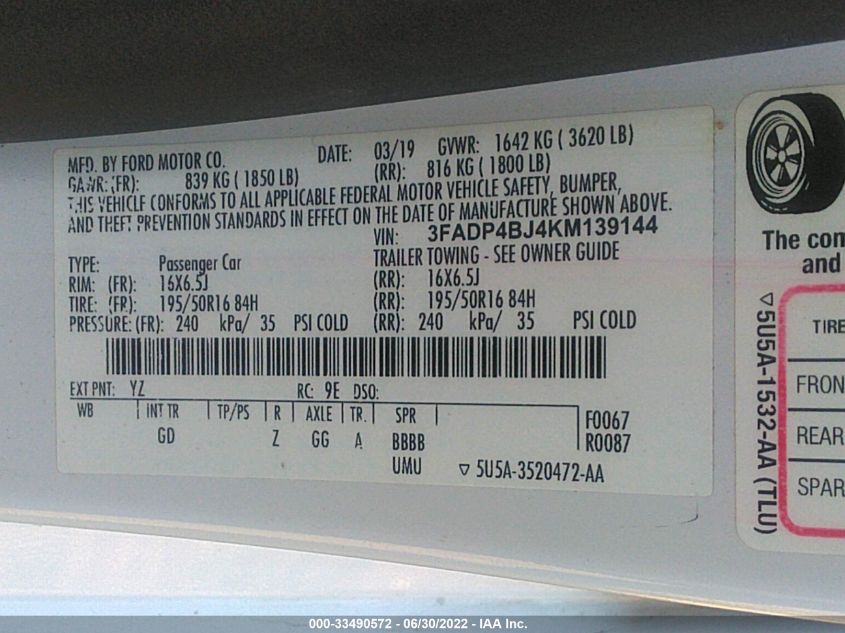 MFD. BY FORD MOTOR CO. DATE: 03/19 GVWR: 1642 KG ( 3620 LB)
GAWR: (FR): 839 KG ( 1850 LB) (RR): 816 KG ( 1800 LB)
THIS VEHICLE CONFORMS TO ALL APPLICABLE FEDERAL MOTOR VEHICLE SAFETY, BUMPER,
AND THEFT PREVENTION STANDARDS IN EFFECT ON THE DATE OF MANUFACTURE SHOWN ABOVE.
VIN: 3FADP4BJ4KM139144
TYPE: Passenger Car TRAILER TOWING - SEE OWNER GUIDE
RIM: (FR): 16X6.5J (RR): 16X6.5J
TIRE: (FR): 195/50R16 84H (RR): 195/50R16 84H
PRESSURE: (FR): 240 kPa/ 35 PSI COLD (RR): 240 kPa/ 35 PSI COLD
EXT PNT: YZ RC: 9E DSO:
WB INT TR TP/PS R AXLE TR. SPR F0067
GD Z GG A BBBB R0087
UMU ▽ 5U5A-3520472-AA
The com
and
▽ 5U5A-1532-AA (TLU)
TIRE
FRON
REAR
SPAR
000-33490572 - 06/30/2022 - IAA Inc.